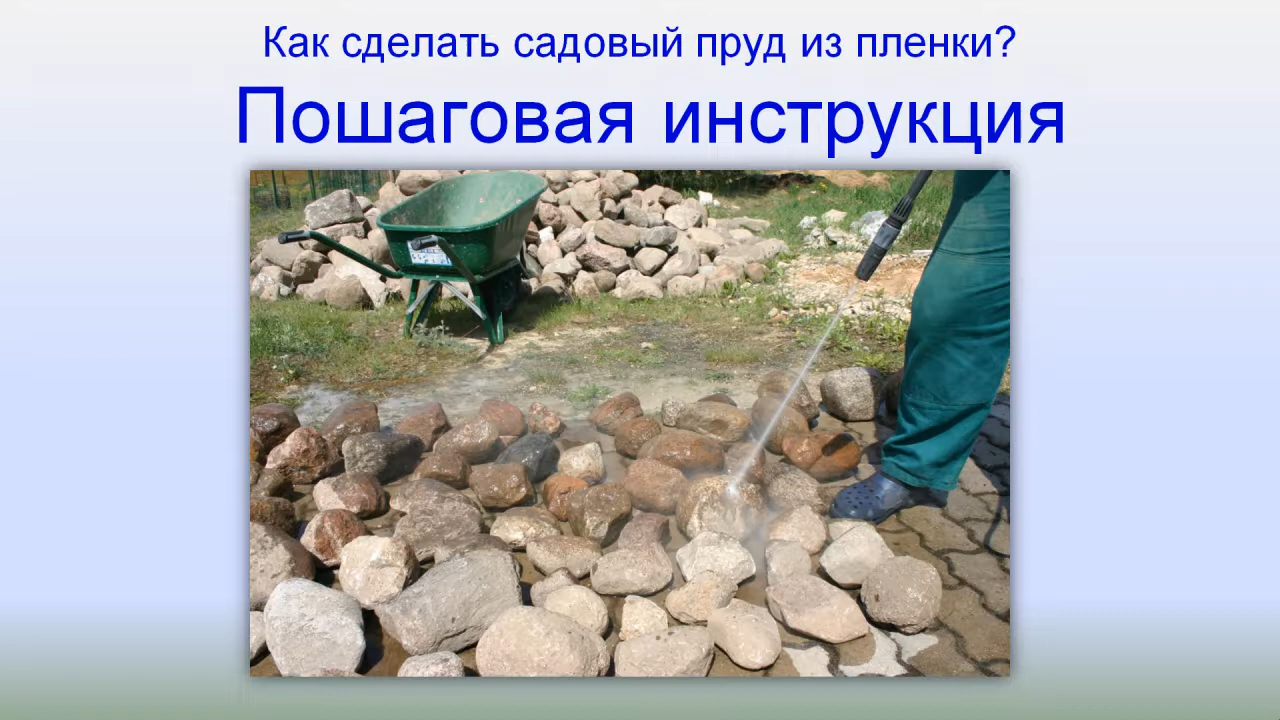 Как сделать садовый пруд из пленки?
Пошаговая инструкция